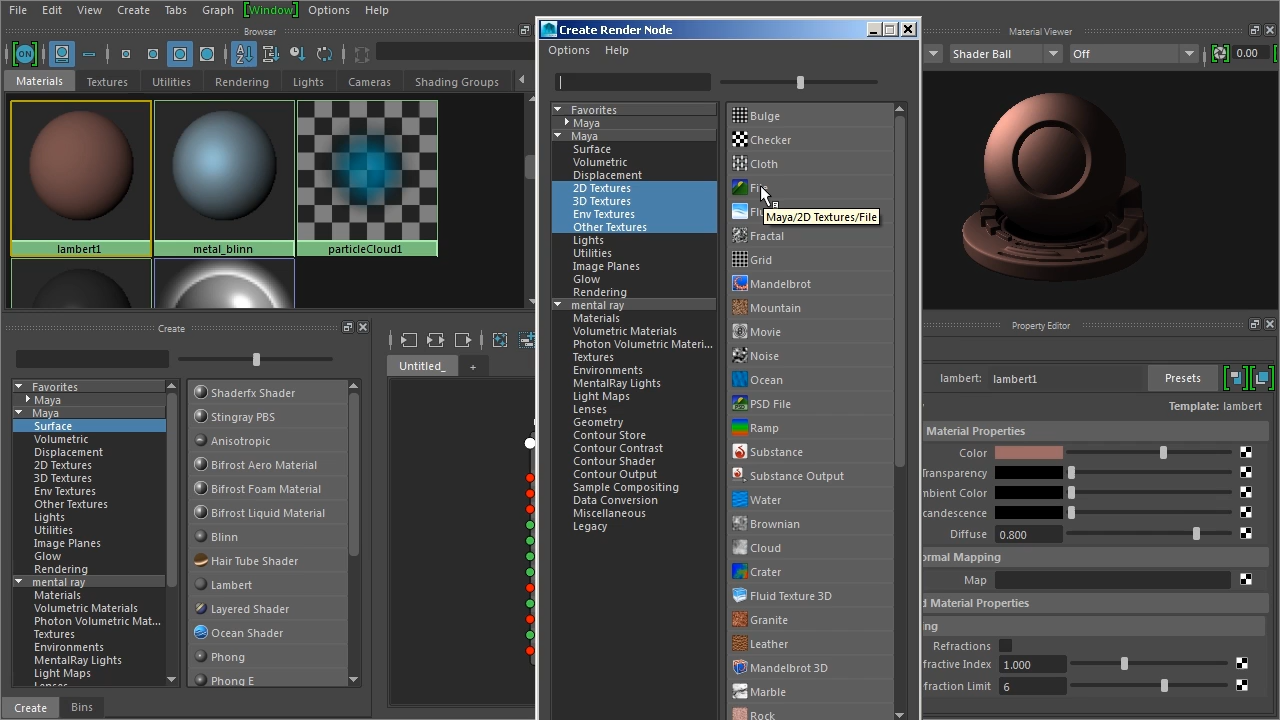 File Edit View Create Tabs Graph [Window] Options Help
Browser
ON
Materials Textures Utilities Rendering Lights Cameras Shading Groups
lambert1 metal_blinn particleCloud1
Create
Favorites
Maya
Maya
Surface
Volumetric
Displacement
2D Textures
3D Textures
Env Textures
Other Textures
Lights
Utilities
Image Planes
Glow
Rendering
mental ray
Materials
Volumetric Materials
Photon Volumetric Mat...
Textures
Environments
MentalRay Lights
Light Maps
Lenses
Shaderfx Shader
Stingray PBS
Anisotropic
Bifrost Aero Material
Bifrost Foam Material
Bifrost Liquid Material
Blinn
Hair Tube Shader
Lambert
Layered Shader
Ocean Shader
Phong
Phong E
Create Bins
Untitled_ +
Create Render Node
Options Help
Favorites
Maya
Maya
Surface
Volumetric
Displacement
2D Textures
3D Textures
Env Textures
Other Textures
Lights
Utilities
Image Planes
Glow
Rendering
mental ray
Materials
Volumetric Materials
Photon Volumetric Materi...
Textures
Environments
MentalRay Lights
Light Maps
Lenses
Geometry
Contour Store
Contour Contrast
Contour Shader
Contour Output
Sample Compositing
Data Conversion
Miscellaneous
Legacy
Bulge
Checker
Cloth
Maya/2D Textures/File
Fractal
Grid
Mandelbrot
Mountain
Movie
Noise
Ocean
PSD File
Ramp
Substance
Substance Output
Water
Brownian
Cloud
Crater
Fluid Texture 3D
Granite
Leather
Mandelbrot 3D
Marble
Rock
Material Viewer
Shader Ball Off 0.00
Property Editor
lambert: lambert1 Presets
Template: lambert
Material Properties
Color
ransparency
mbient Color
candescence
Diffuse 0.800
ormal Mapping
Map
d Material Properties
ng
Refractions
fractive Index 1.000
fraction Limit 6